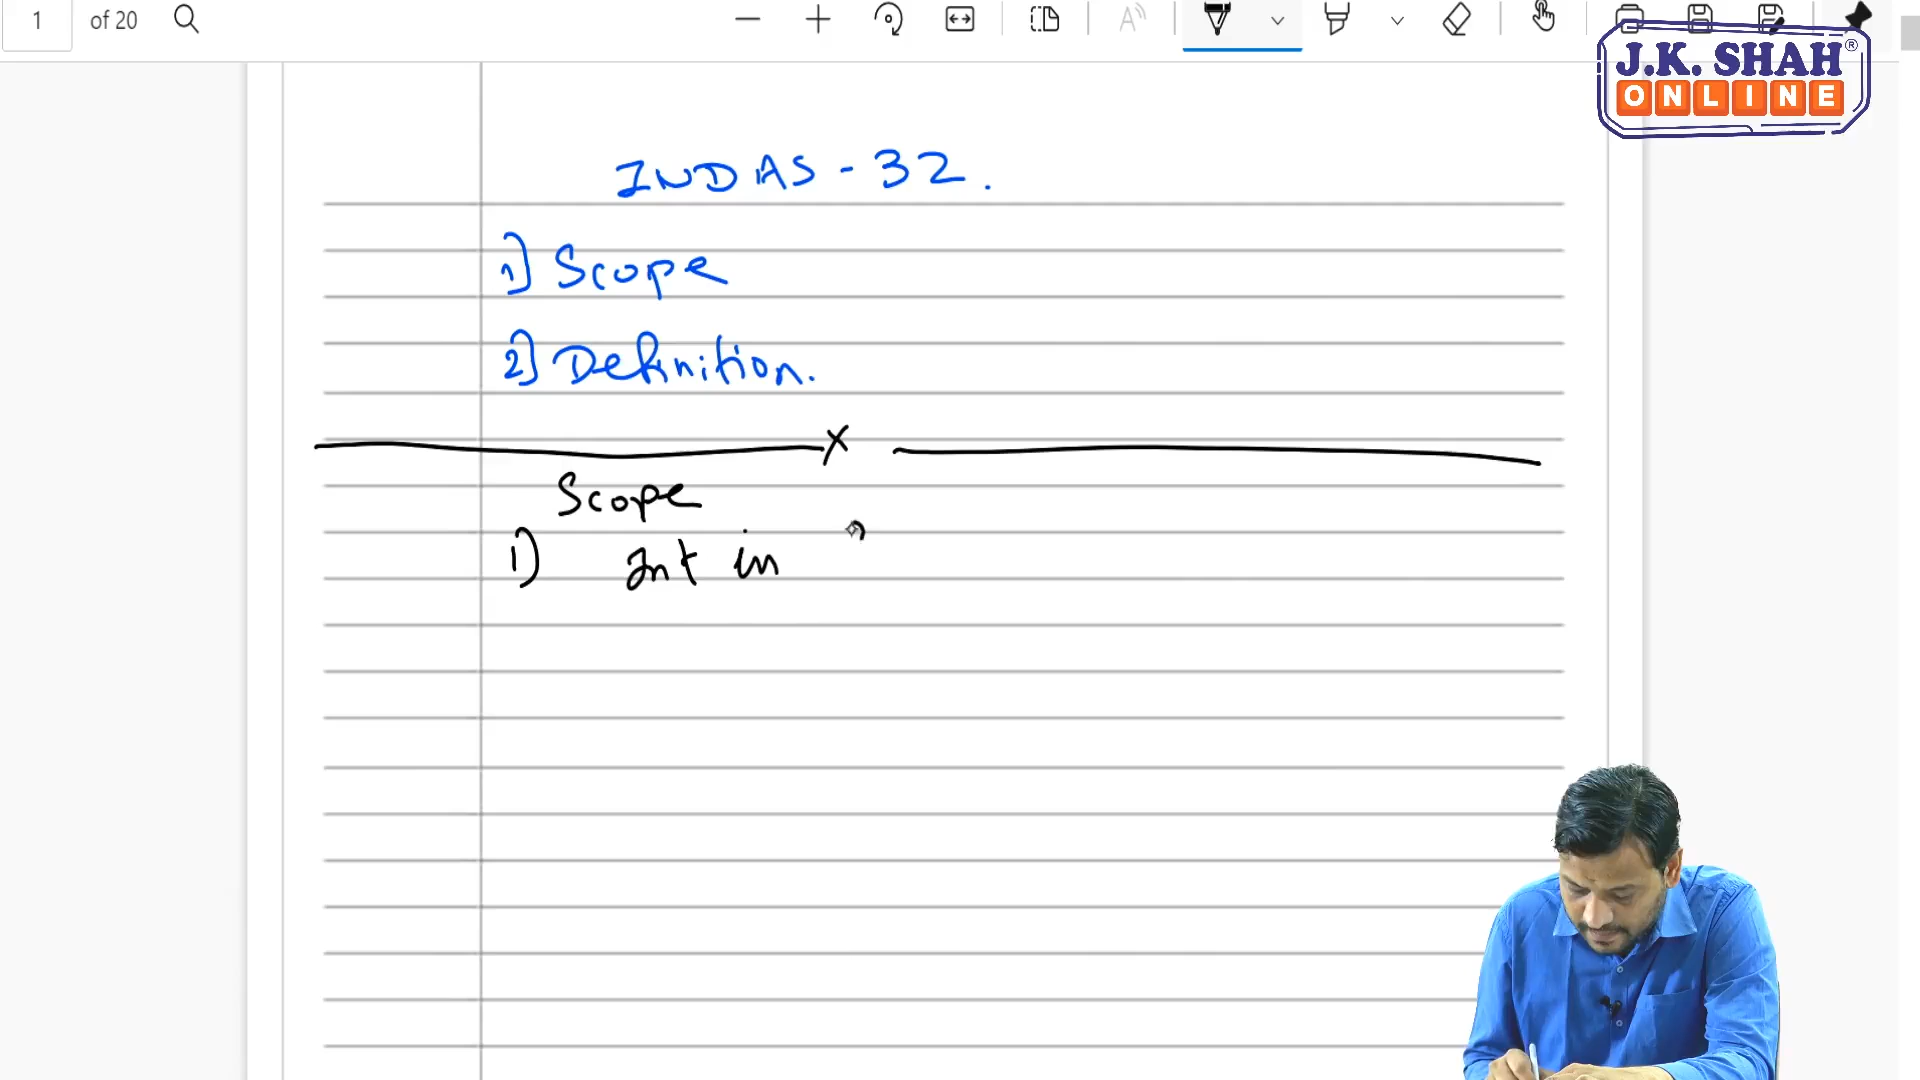 1 of 20
J.K. SHAH®
ONLINE
INDAS - 32.
1) Scope
2) Definition.
x
Scope
1) Int in